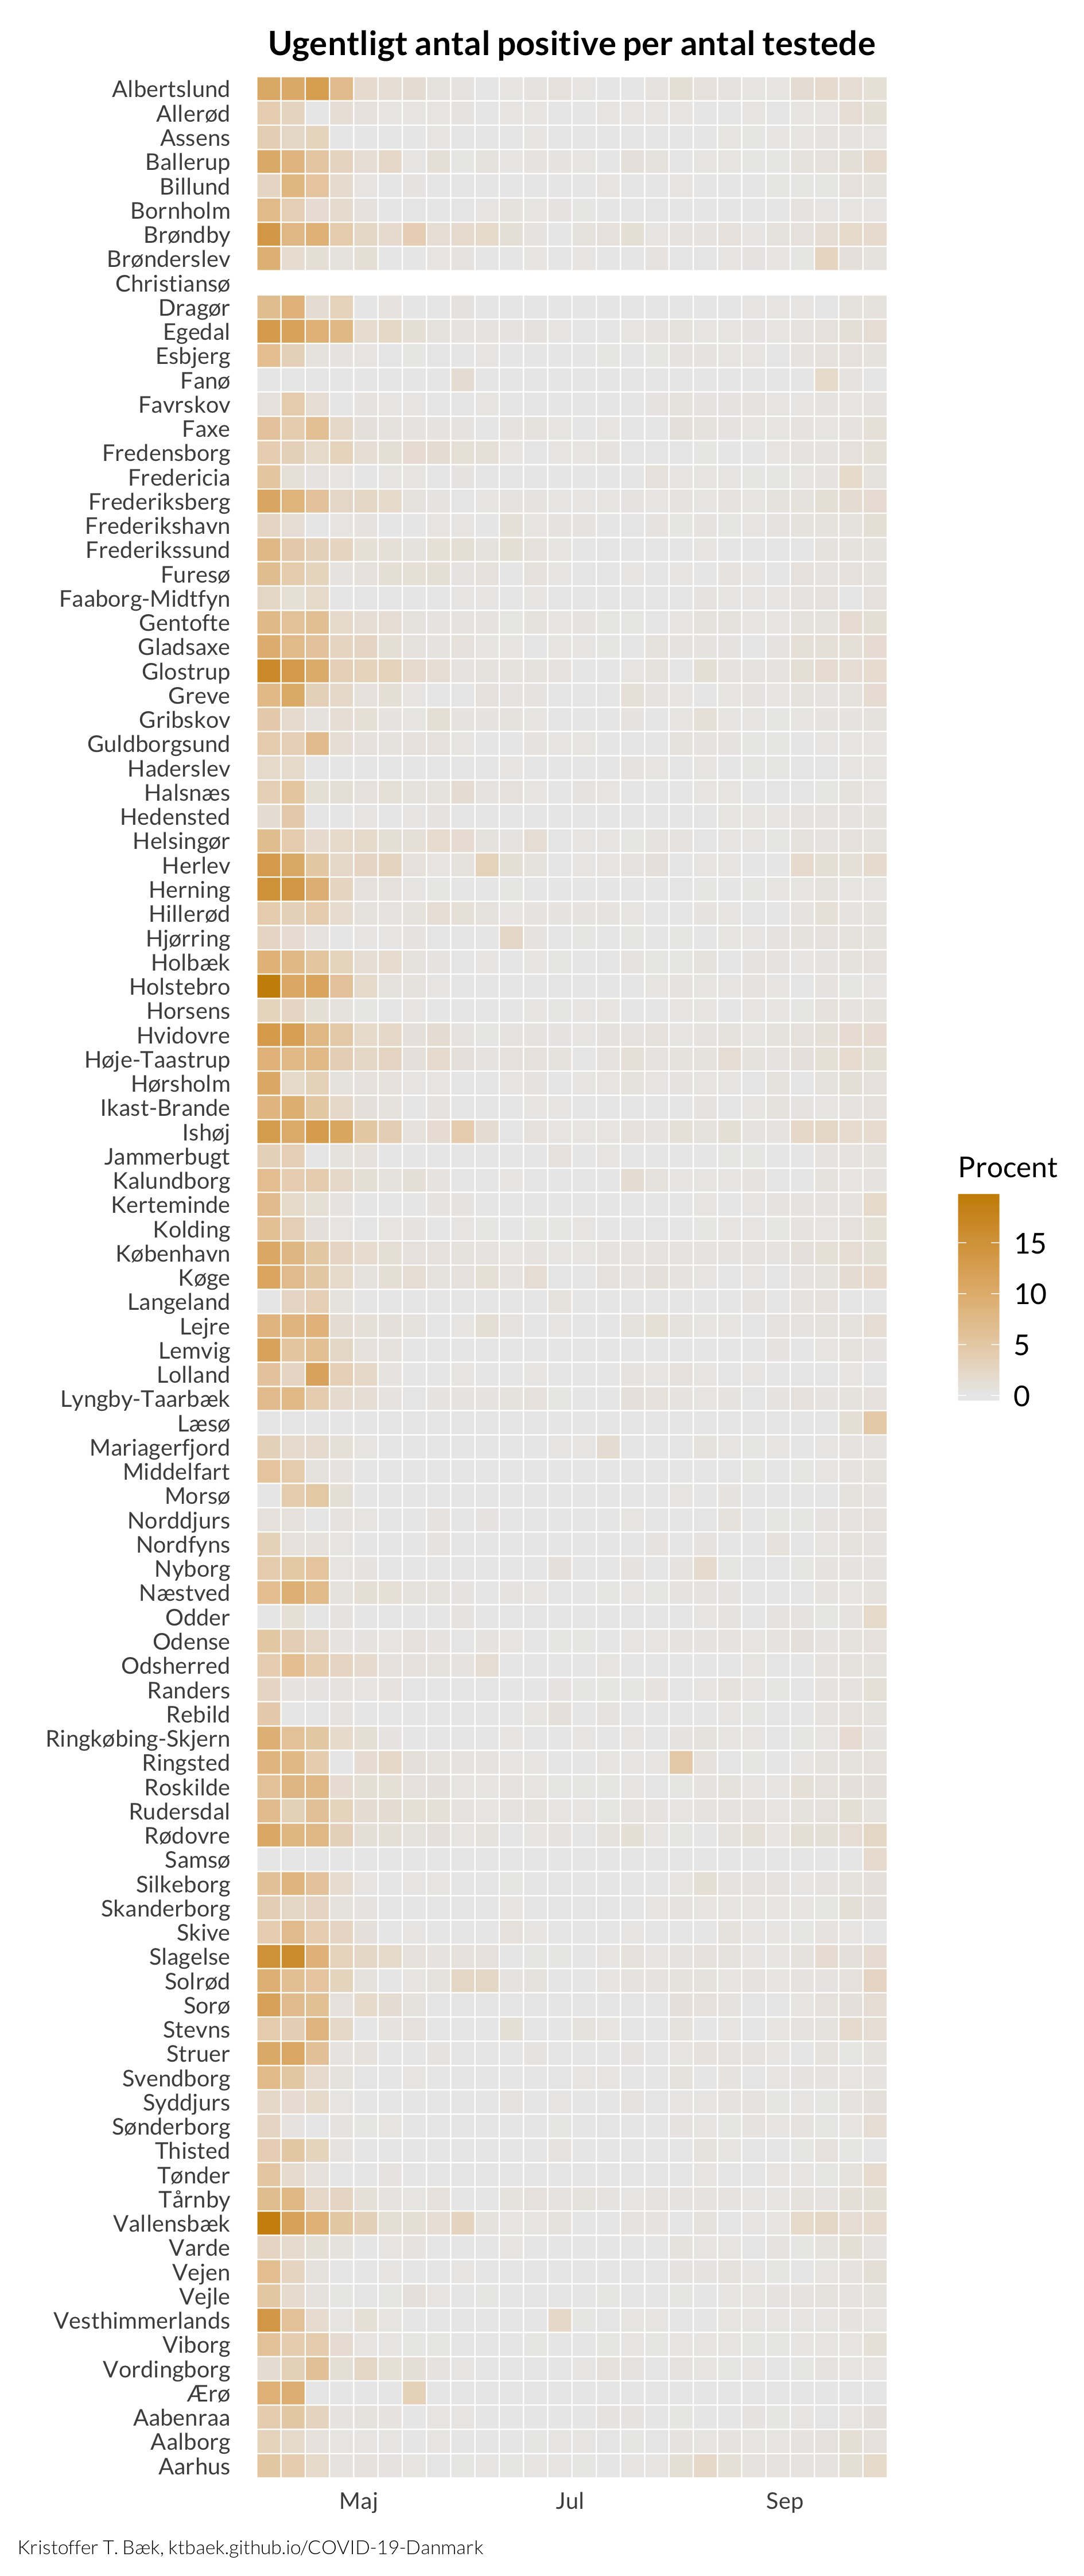 Ugentligt antal positive per antal testede
Albertslund
Allerød
Assens
Ballerup
Billund
Bornholm
Brøndby
Brønderslev
Christiansø
Dragør
Egedal
Esbjerg
Fanø
Favrskov
Faxe
Fredensborg
Fredericia
Frederiksberg
Frederikshavn
Frederikssund
Furesø
Faaborg-Midtfyn
Gentofte
Gladsaxe
Glostrup
Greve
Gribskov
Guldborgsund
Haderslev
Halsnæs
Hedensted
Helsingør
Herlev
Herning
Hillerød
Hjørring
Holbæk
Holstebro
Horsens
Hvidovre
Høje-Taastrup
Hørsholm
Ikast-Brande
Ishøj
Jammerbugt
Kalundborg
Kerteminde
Kolding
København
Køge
Langeland
Lejre
Lemvig
Lolland
Lyngby-Taarbæk
Læsø
Mariagerfjord
Middelfart
Morsø
Norddjurs
Nordfyns
Nyborg
Næstved
Odder
Odense
Odsherred
Randers
Rebild
Ringkøbing-Skjern
Ringsted
Roskilde
Rudersdal
Rødovre
Samsø
Silkeborg
Skanderborg
Skive
Slagelse
Solrød
Sorø
Stevns
Struer
Svendborg
Syddjurs
Sønderborg
Thisted
Tønder
Tårnby
Vallensbæk
Varde
Vejen
Vejle
Vesthimmerlands
Viborg
Vordingborg
Ærø
Aabenraa
Aalborg
Aarhus
Maj Jul Sep
Procent
15
10
5
0
Kristoffer T. Bæk, ktbaek.github.io/COVID-19-Danmark